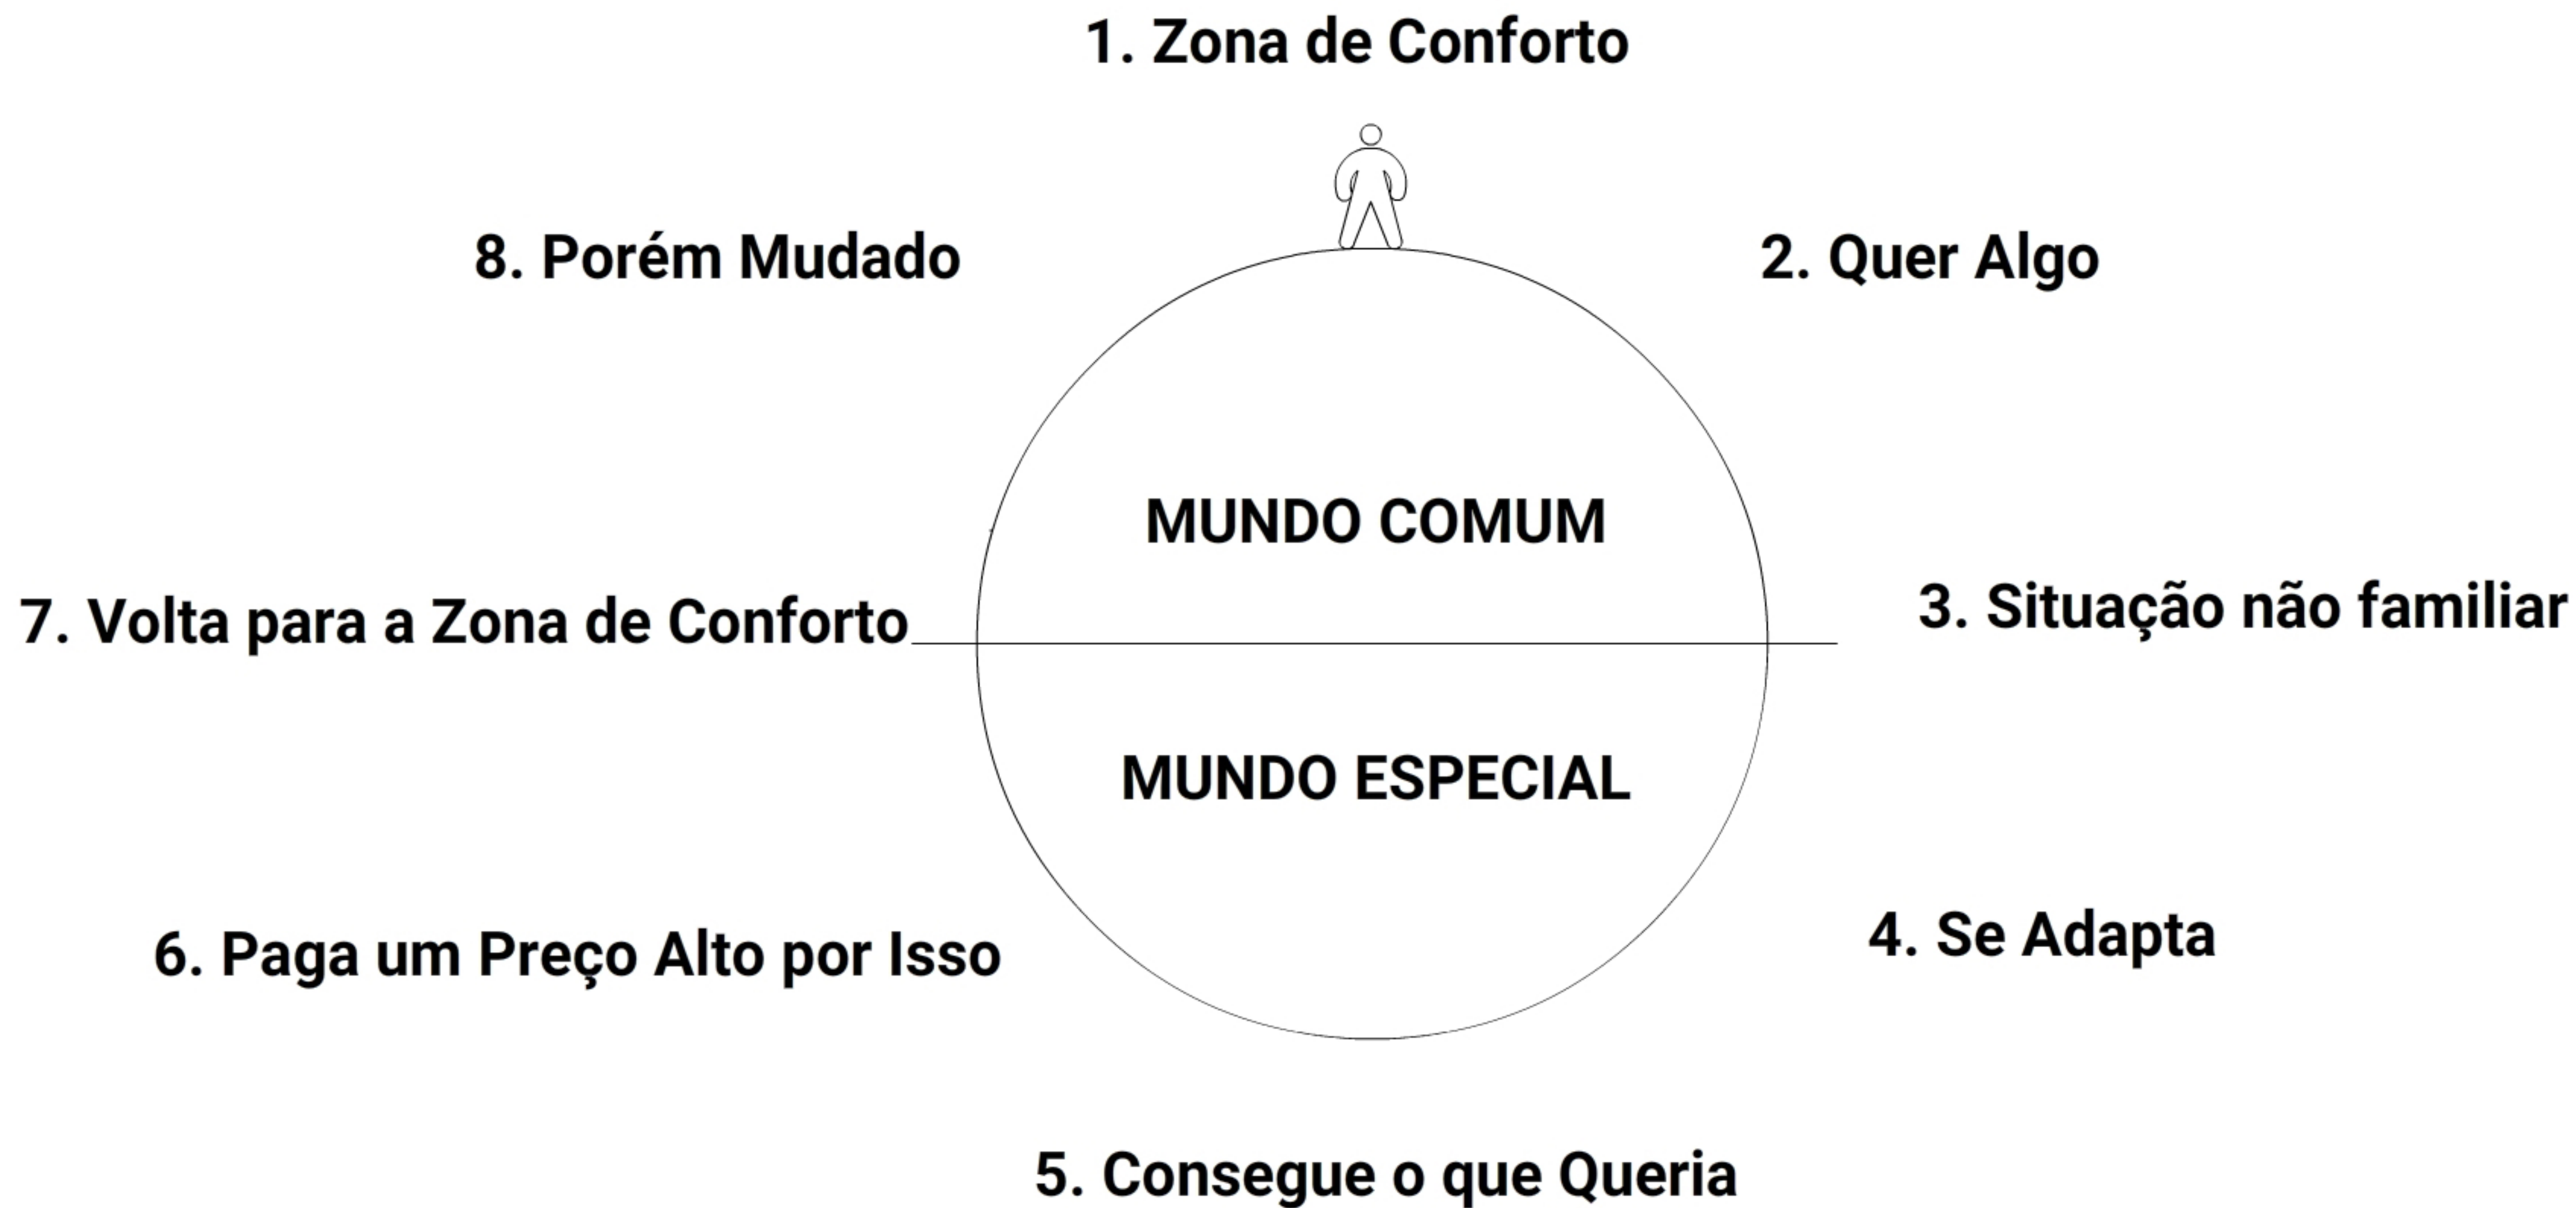 1. Zona de Conforto
8. Porém Mudado
2. Quer Algo
MUNDO COMUM
7. Volta para a Zona de Conforto
3. Situação não familiar
MUNDO ESPECIAL
6. Paga um Preço Alto por Isso
4. Se Adapta
5. Consegue o que Queria